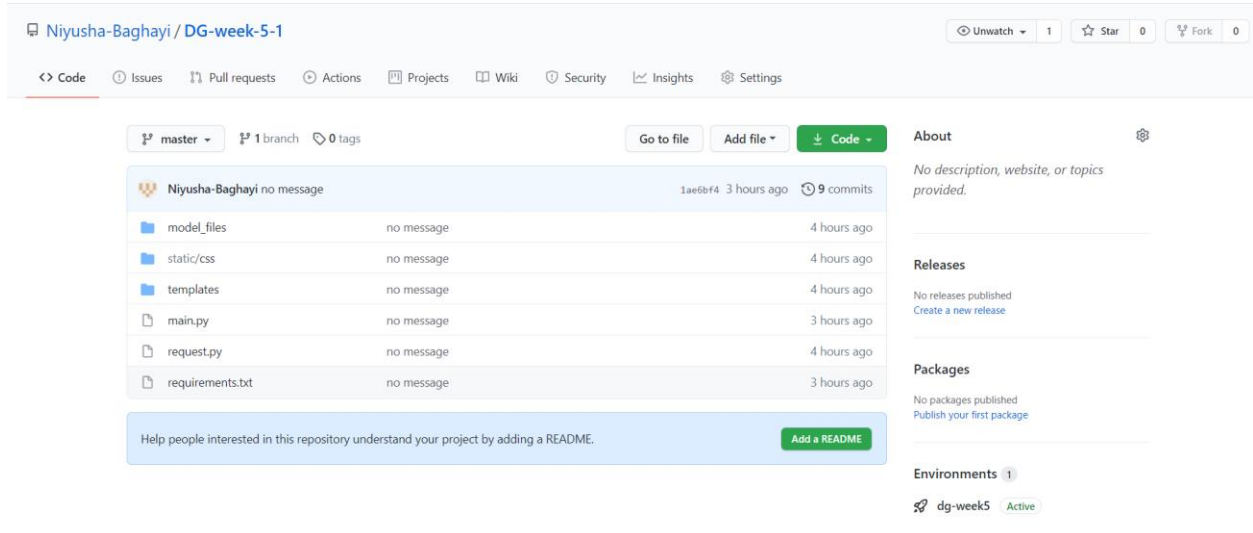 Niyusha-Baghayi / DG-week-5-1
Unwatch 1 Star 0 Fork 0
<> Code Issues Pull requests Actions Projects Wiki Security Insights Settings
master 1 branch 0 tags Go to file Add file Code
Niyusha-Baghayi no message 1ae6bf4 3 hours ago 9 commits
model_files no message 4 hours ago
static/css no message 4 hours ago
templates no message 4 hours ago
main.py no message 3 hours ago
request.py no message 4 hours ago
requirements.txt no message 3 hours ago
Help people interested in this repository understand your project by adding a README. Add a README
About
No description, website, or topics
provided.
Releases
No releases published
Create a new release
Packages
No packages published
Publish your first package
Environments 1
dg-week5 Active